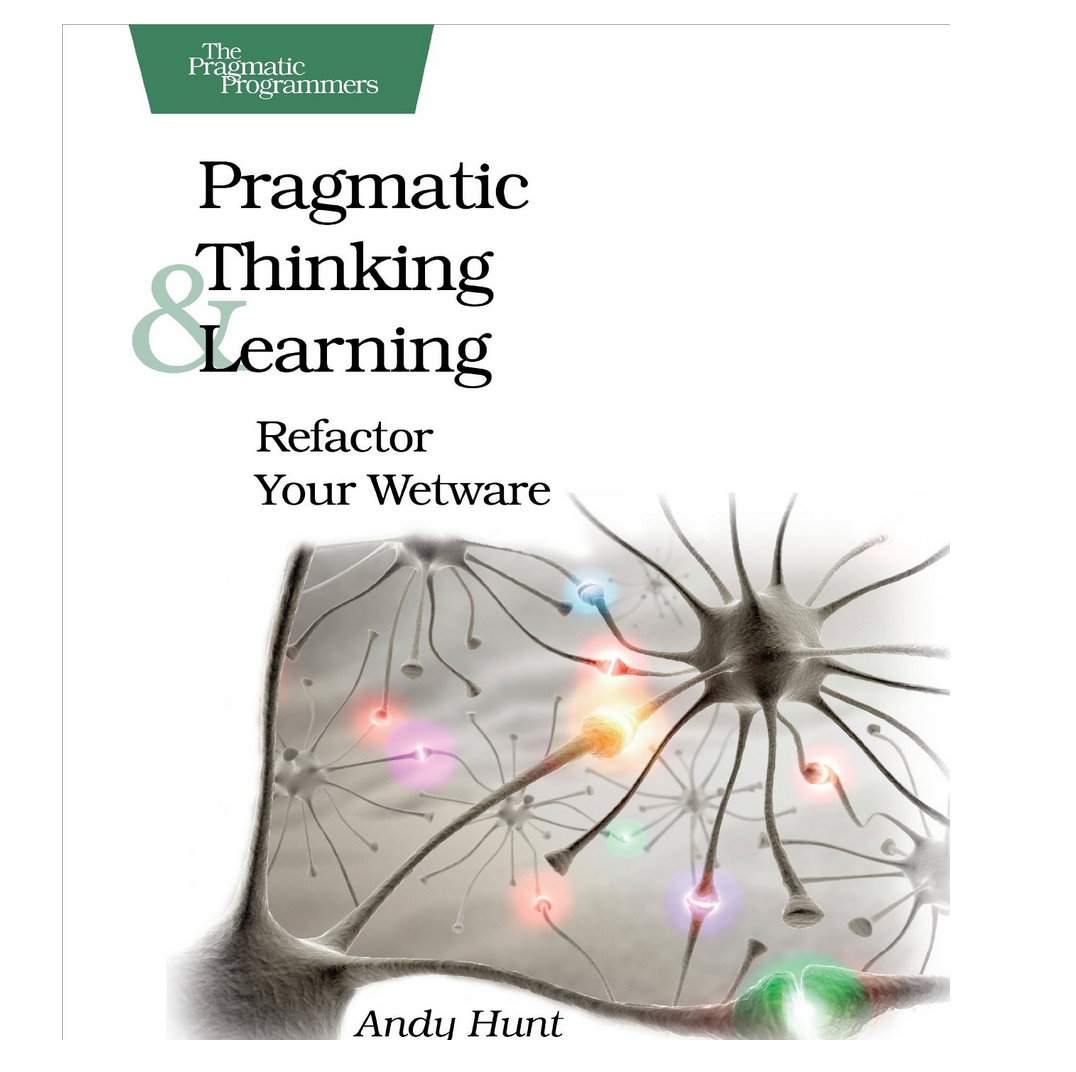 The
Pragmatic
Programmers
Pragmatic
Thinking
&
Learning
Refactor
Your Wetware
Andy Hunt